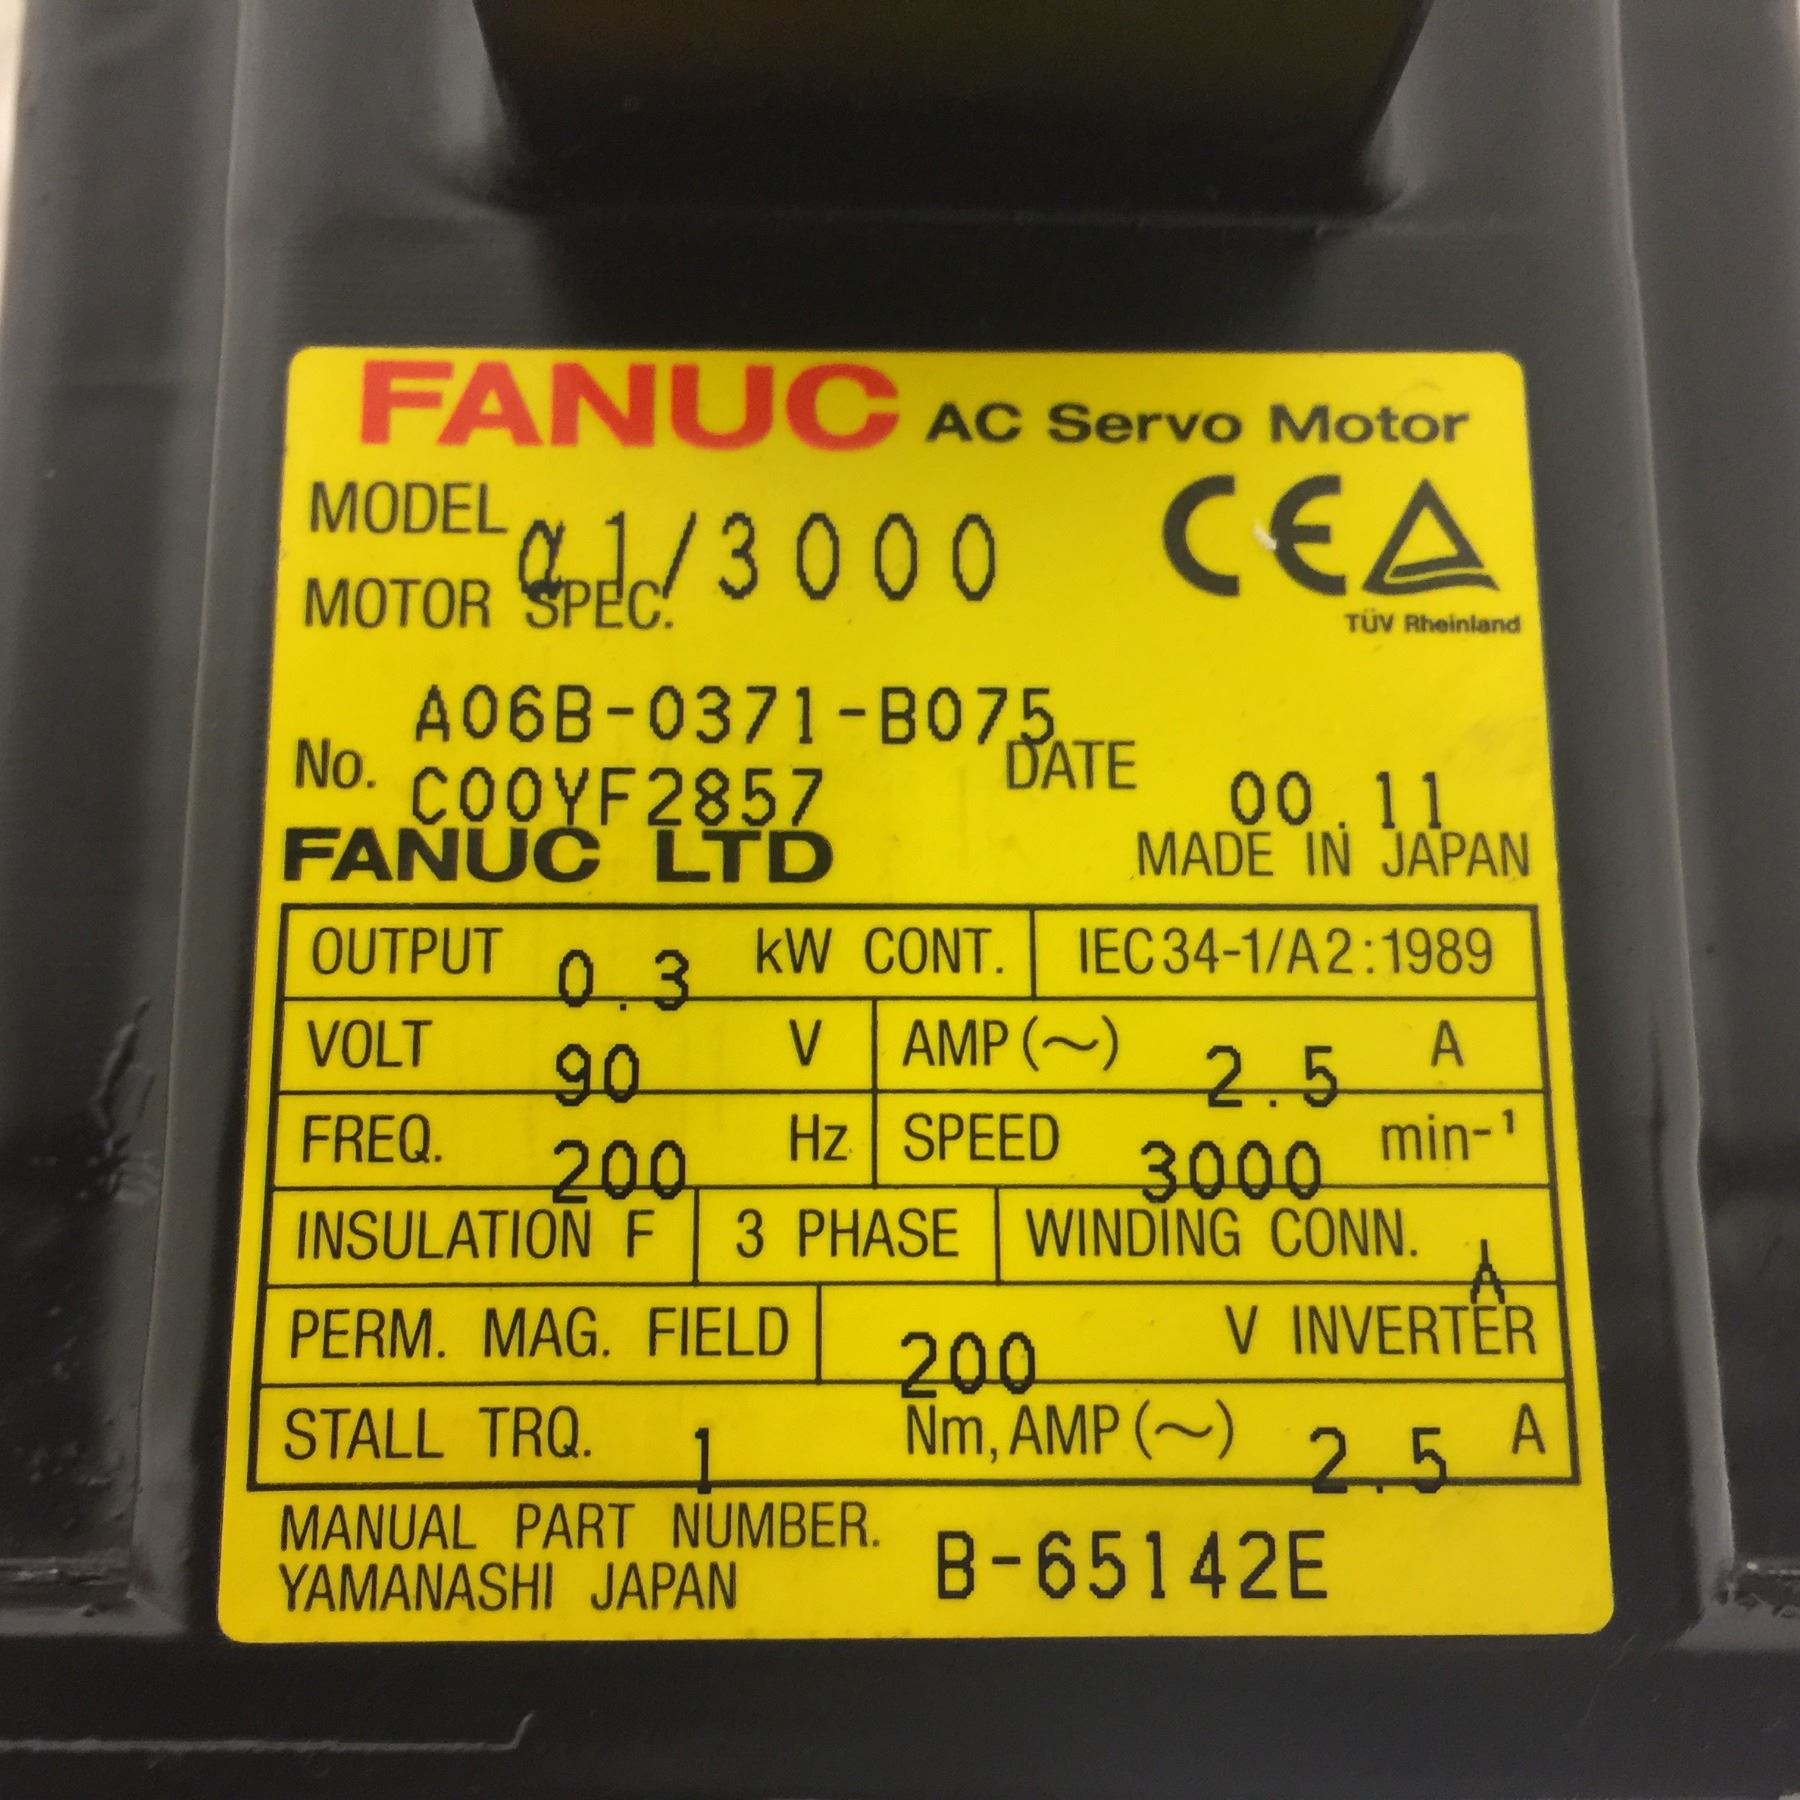 FANUC AC Servo Motor
MODEL α1/3000
CE
MOTOR SPEC.
TÜV Rheinland
A06B-0371-B075
No. C00YF2857 DATE 00.11
FANUC LTD MADE IN JAPAN
OUTPUT 0.3 kW CONT. IEC34-1/A2:1989
VOLT 90 V AMP(~) 2.5 A
FREQ. 200 Hz SPEED 3000 min-¹
INSULATION F 3 PHASE WINDING CONN.
PERM. MAG. FIELD 200 V INVERTER
STALL TRQ. 1 Nm, AMP(~) 2.5 A
MANUAL PART NUMBER. B-65142E
YAMANASHI JAPAN